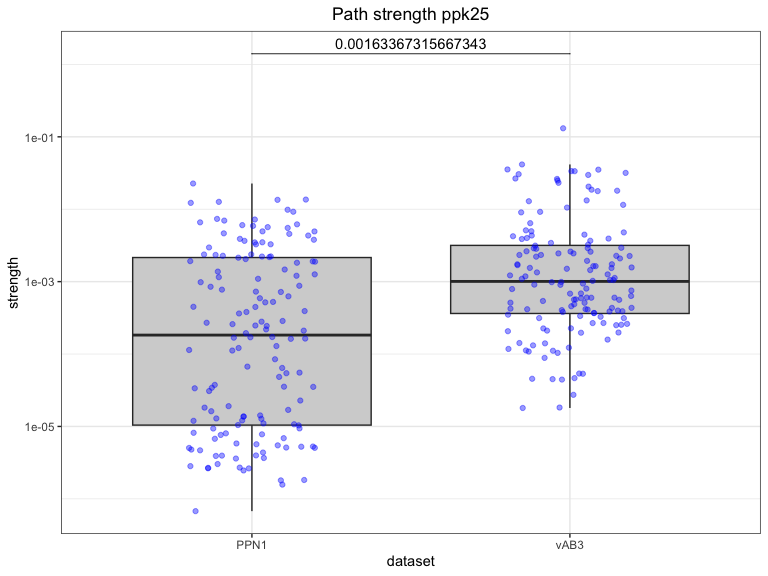 Path strength ppk25
0.00163367315667343
1e-01
1e-03
1e-05
strength
PPN1
vAB3
dataset